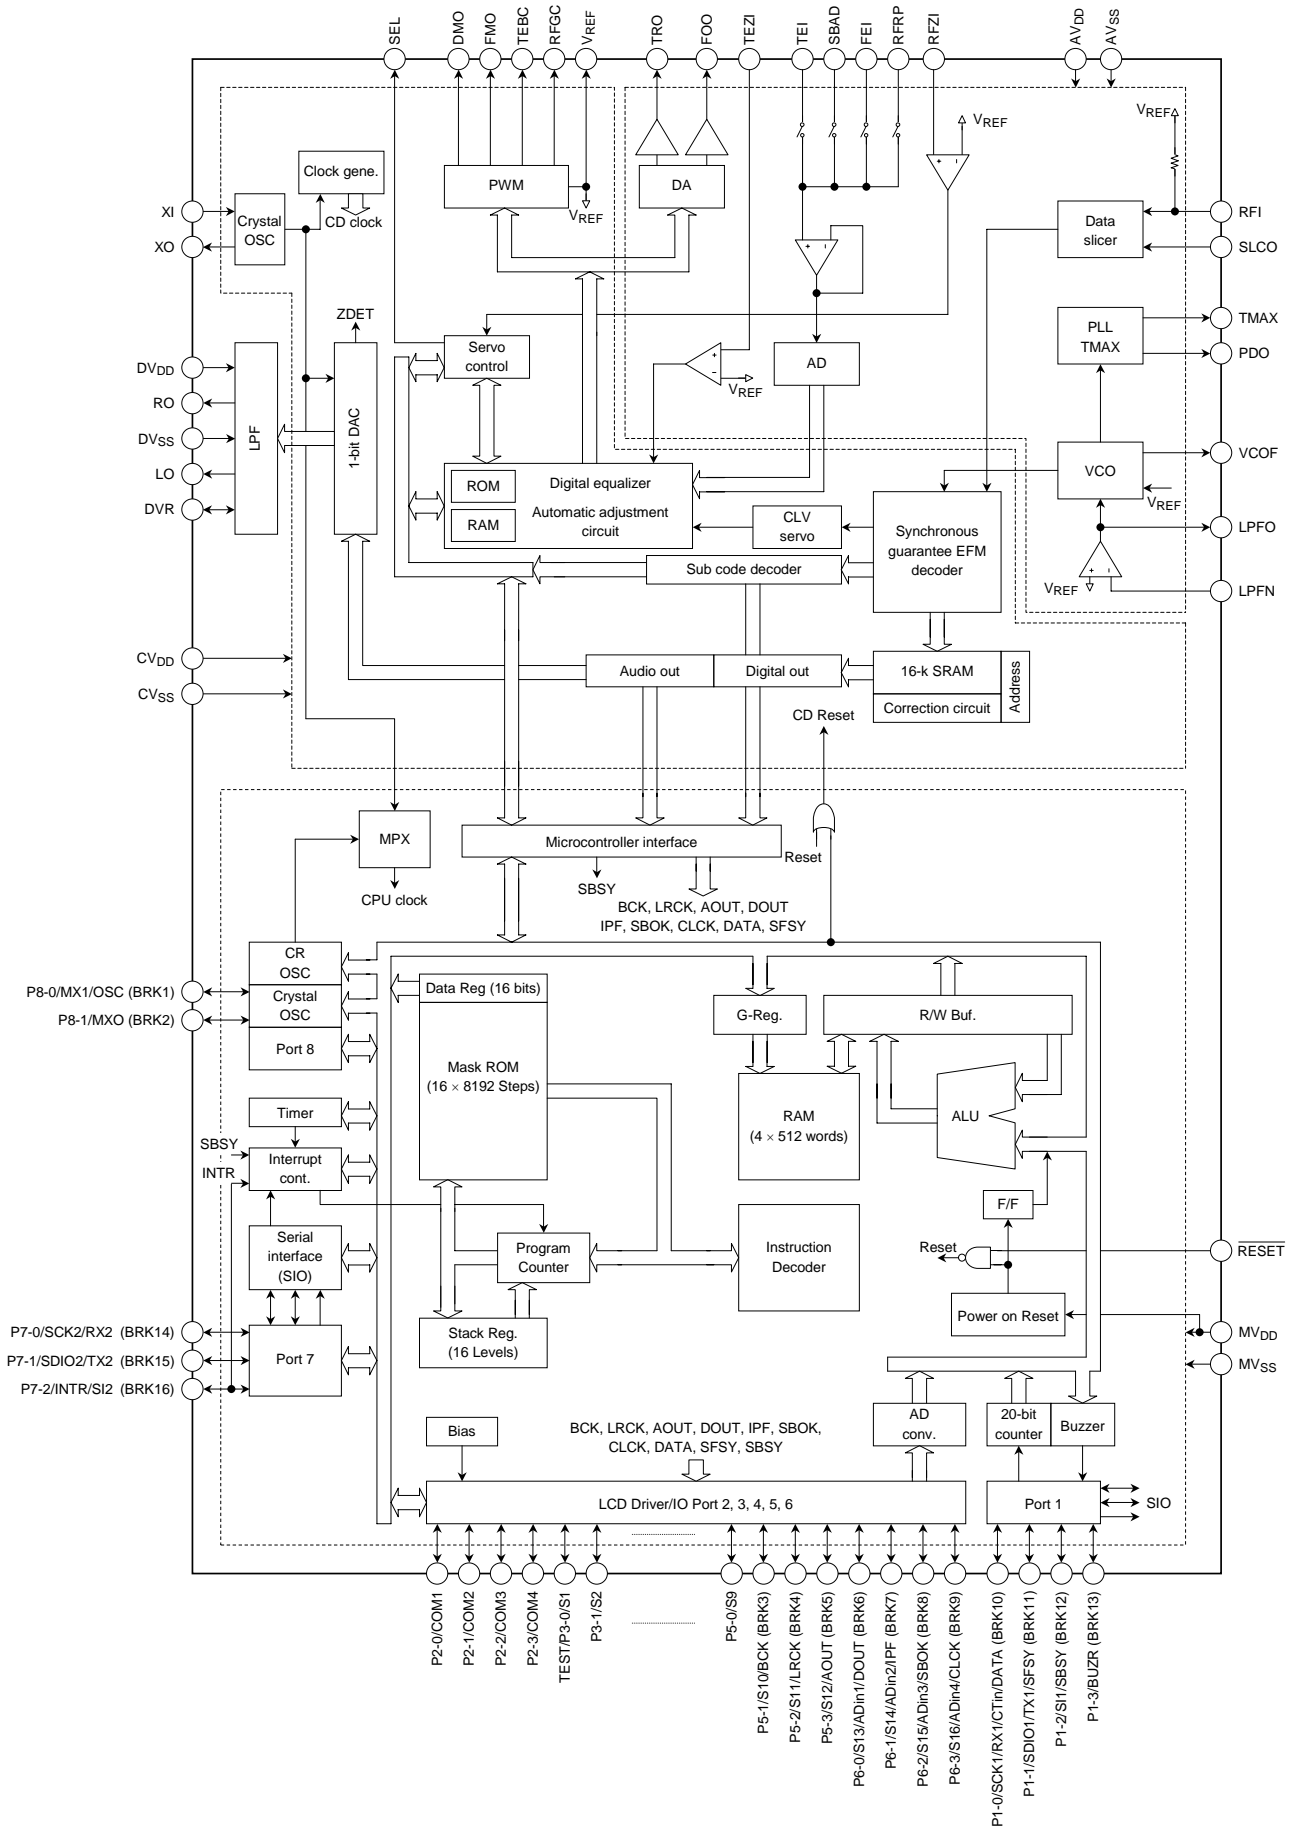 SEL
DMO
FMO
TEBC
RFGC
VREF
TRO
FOO
TEZI
TEI
SBAD
FEI
RFRP
RFZI
AVDD
AVSS
VREF
VREF
Clock gene.
CD clock
PWM
VREF
DA
XI
XO
Crystal
OSC
Data
slicer
RFI
SLCO
ZDET
Servo
control
AD
VREF
PLL
TMAX
TMAX
PDO
DVDD
RO
DVSS
LO
DVR
LPF
1-bit DAC
ROM
RAM
Digital equalizer
Automatic adjustment
circuit
CLV
servo
Synchronous
guarantee EFM
decoder
VCO
VREF
VCOF
LPFO
VREF
LPFN
Sub code decoder
CVDD
CVSS
Audio out
Digital out
16-k SRAM
Correction circuit
Address
CD Reset
MPX
CPU clock
Microcontroller interface
Reset
SBSY
BCK, LRCK, AOUT, DOUT
IPF, SBOK, CLCK, DATA, SFSY
CR
OSC
Crystal
OSC
Port 8
P8-0/MX1/OSC (BRK1)
P8-1/MXO (BRK2)
Data Reg (16 bits)
Mask ROM
(16 × 8192 Steps)
G-Reg.
R/W Buf.
RAM
(4 × 512 words)
ALU
Timer
SBSY
INTR
Interrupt
cont.
F/F
Serial
interface
(SIO)
Program
Counter
Instruction
Decoder
Reset
RESET
Power on Reset
P7-0/SCK2/RX2 (BRK14)
P7-1/SDIO2/TX2 (BRK15)
P7-2/INTR/SI2 (BRK16)
Port 7
Stack Reg.
(16 Levels)
MVDD
MVSS
Bias
BCK, LRCK, AOUT, DOUT, IPF, SBOK,
CLCK, DATA, SFSY, SBSY
AD
conv.
20-bit
counter
Buzzer
LCD Driver/IO Port 2, 3, 4, 5, 6
Port 1
SIO
P2-0/COM1
P2-1/COM2
P2-2/COM3
P2-3/COM4
TEST/P3-0/S1
P3-1/S2
P5-0/S9
P5-1/S10/BCK (BRK3)
P5-2/S11/LRCK (BRK4)
P5-3/S12/AOUT (BRK5)
P6-0/S13/ADin1/DOUT (BRK6)
P6-1/S14/ADin2/IPF (BRK7)
P6-2/S15/ADin3/SBOK (BRK8)
P6-3/S16/ADin4/CLCK (BRK9)
P1-0/SCK1/RX1/CTin/DATA (BRK10)
P1-1/SDIO1/TX1/SFSY (BRK11)
P1-2/SI1/SBSY (BRK12)
P1-3/BUZR (BRK13)